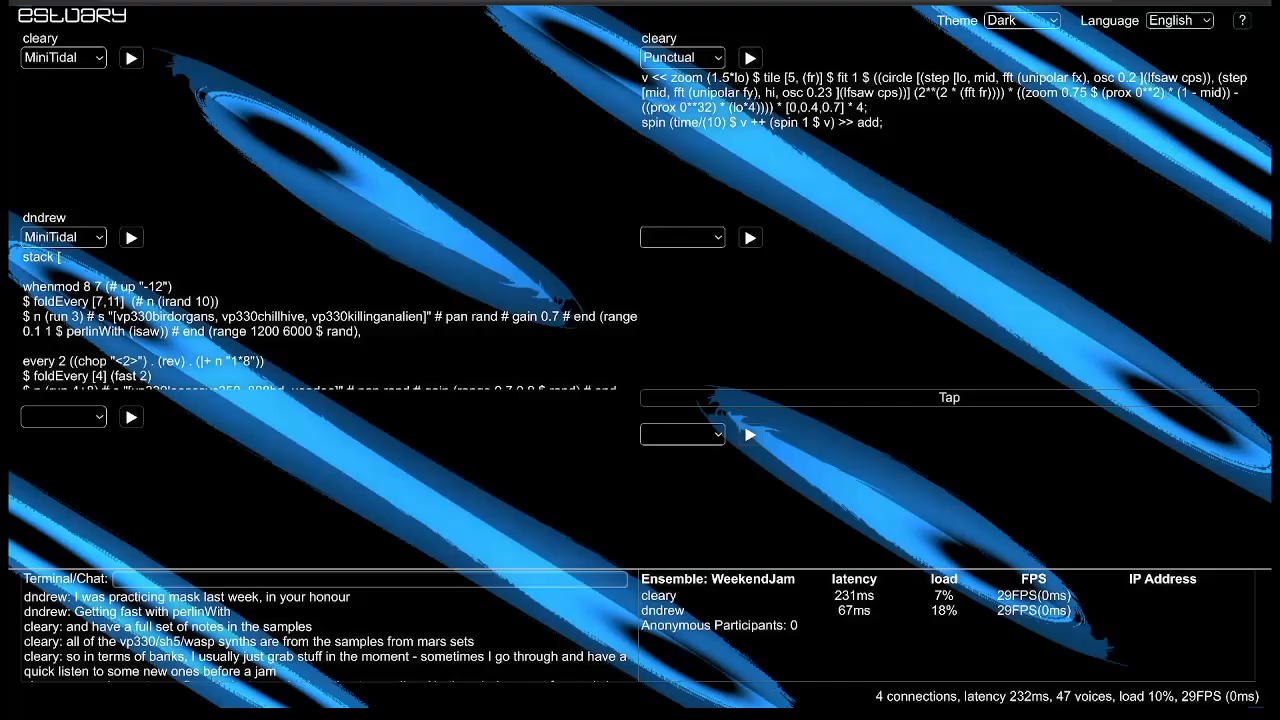 estuary
Theme Dark Language English ?
cleary
MiniTidal
cleary
Punctual
v << zoom (1.5*lo) $ tile [5, (fr)] $ fit 1 $ ((circle [(step [lo, mid, fft (unipolar fx), osc 0.2 ](lfsaw cps)), (step
[mid, fft (unipolar fy), hi, osc 0.23 ](lfsaw cps))] (2**(2 * (fft fr)))) * ((zoom 0.75 $ (prox 0**2) * (1 - mid)) -
((prox 0**32) * (lo*4)))) * [0,0.4,0.7] * 4;
spin (time/(10) $ v ++ (spin 1 $ v) >> add;
dndrew
MiniTidal
stack [
whenmod 8 7 (# up "-12")
$ foldEvery [7,11]  (# n (irand 10))
$ n (run 3) # s "[vp330birdorgans, vp330chillhive, vp330killinganalien]" # pan rand # gain 0.7 # end (range
0.1 1 $ perlinWith (isaw)) # end (range 1200 6000 $ rand),
every 2 ((chop "<2>") . (rev) . (|+ n "1*8"))
$ foldEvery [4] (fast 2)
Tap
Terminal/Chat:
dndrew: I was practicing mask last week, in your honour
dndrew: Getting fast with perlinWith
cleary: and have a full set of notes in the samples
cleary: all of the vp330/sh5/wasp synths are from the samples from mars sets
cleary: so in terms of banks, I usually just grab stuff in the moment - sometimes I go through and have a
quick listen to some new ones before a jam
Ensemble: WeekendJam latency load FPS IP Address
cleary 231ms 7% 29FPS(0ms)
dndrew 67ms 18% 29FPS(0ms)
Anonymous Participants: 0
4 connections, latency 232ms, 47 voices, load 10%, 29FPS (0ms)